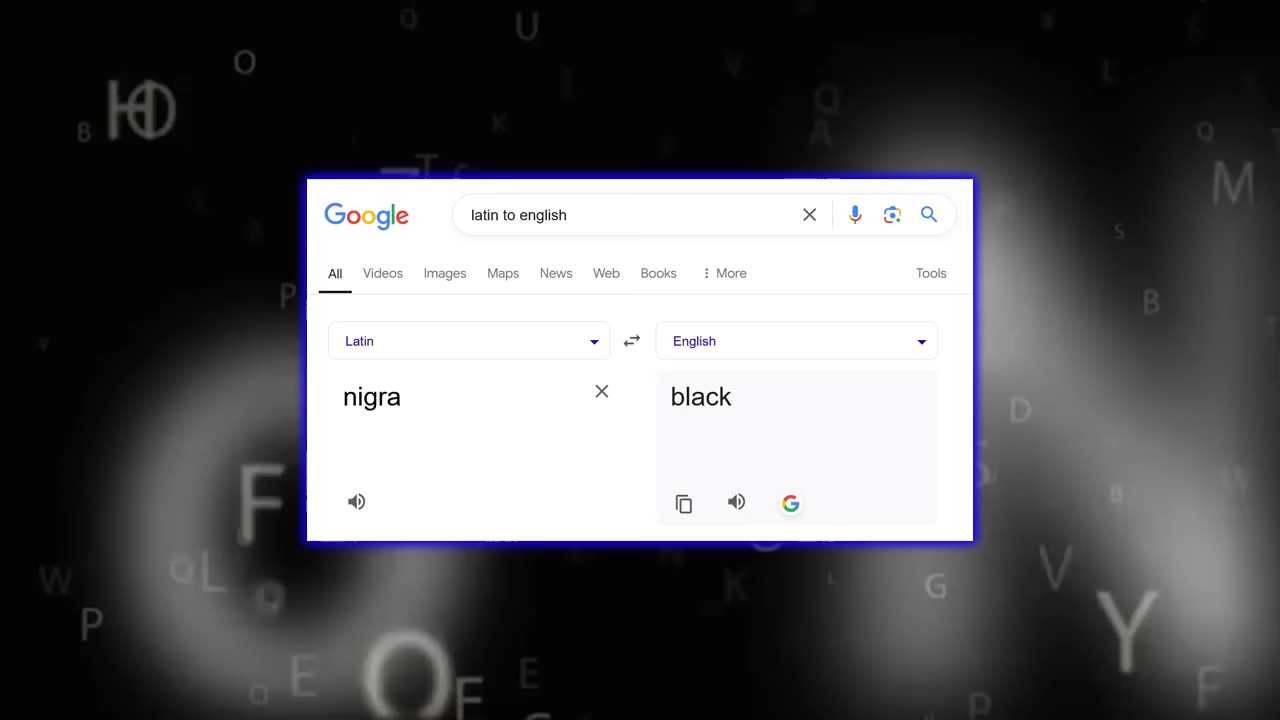 Google
latin to english
All Videos Images Maps News Web Books More Tools
Latin
English
nigra
black
O
U
B
Ю
K
Q
A
T
M
Q
L
S
B
P
D
F
W
Q
L
P
E
O
F
E
Q
K
G
V
Y
B
P
F